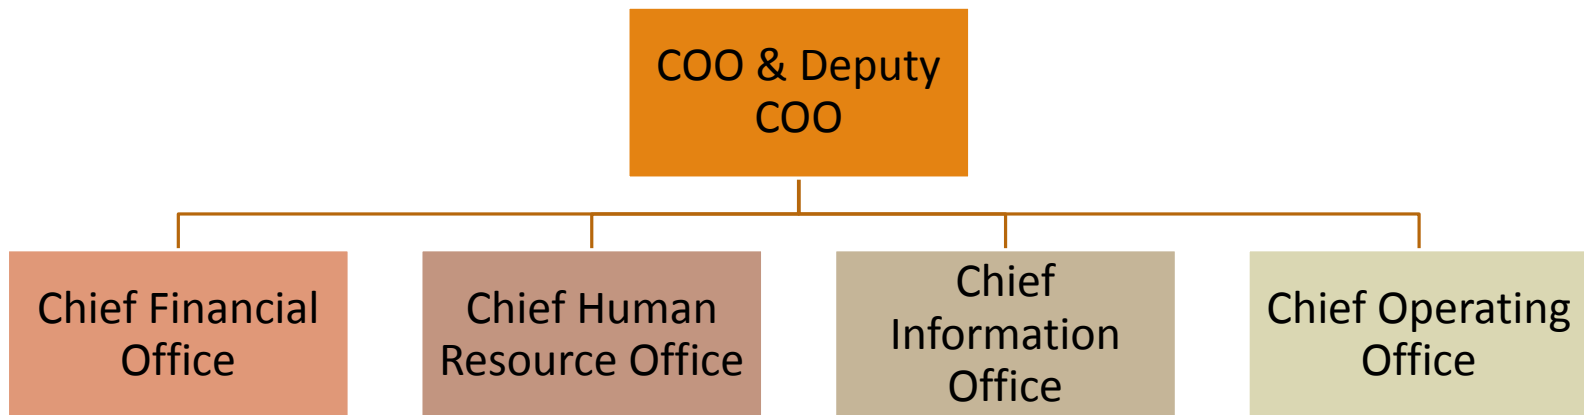 COO & Deputy
COO
Chief Financial
Office
Chief Human
Resource Office
Chief
Information
Office
Chief Operating
Office